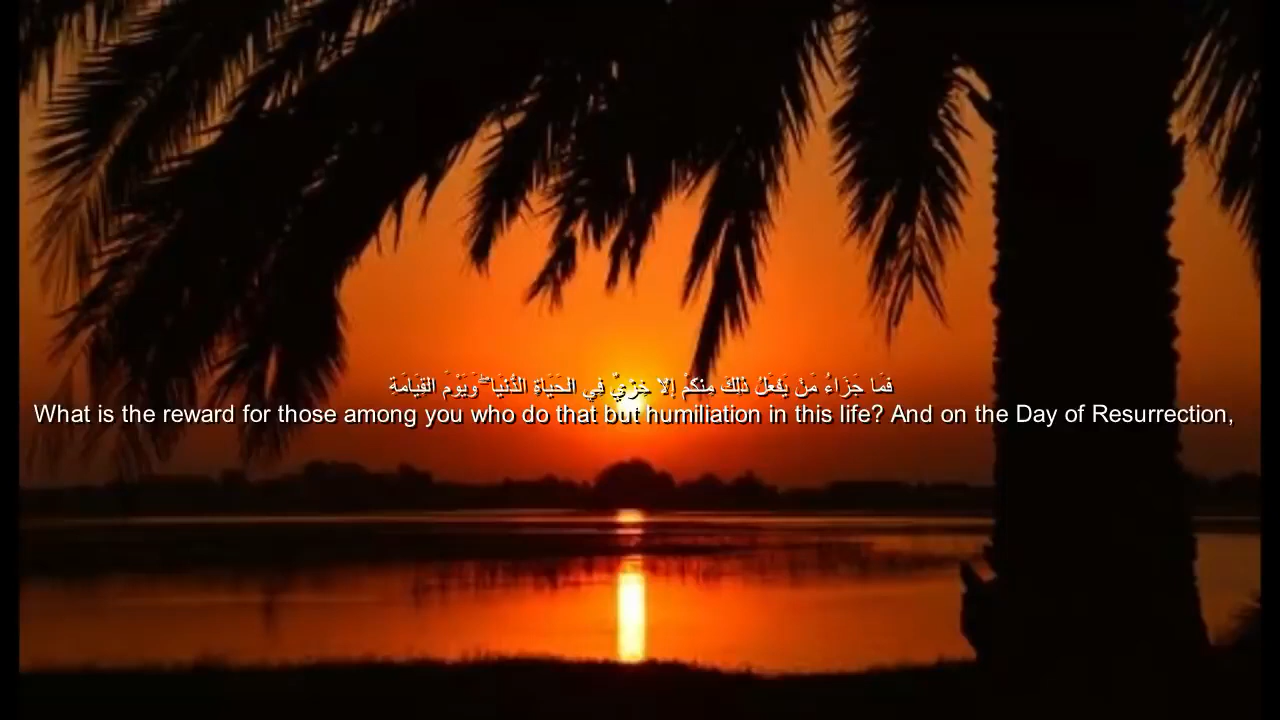 فَمَا جَزَاءُ مَن يَفْعَلُ ذَٰلِكَ مِنكُمْ إِلَّا خِزْيٌ فِي الْحَيَاةِ الدُّنْيَا ۖ وَيَوْمَ الْقِيَامَةِ
What is the reward for those among you who do that but humiliation in this life? And on the Day of Resurrection,